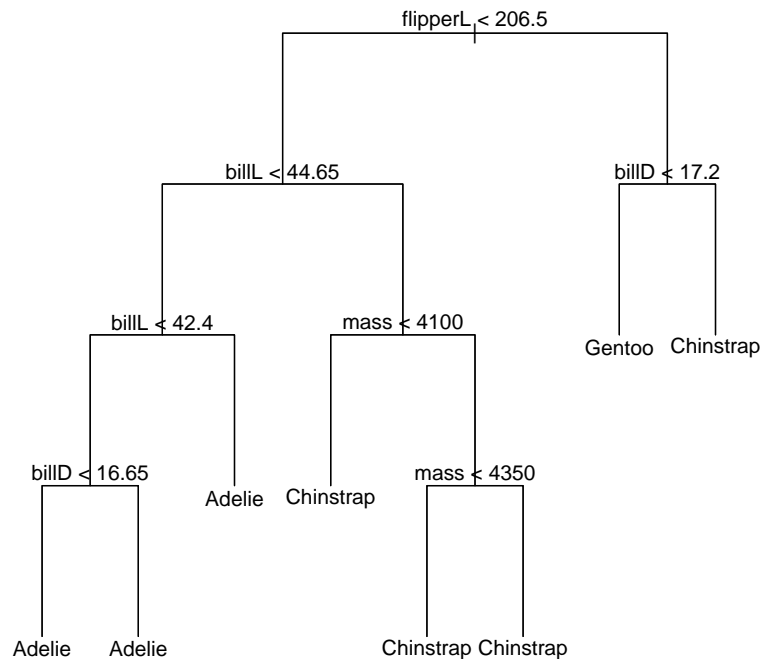 flipperL < 206.5
billL < 44.65
billD < 17.2
billL < 42.4
mass < 4100
Gentoo
Chinstrap
billD < 16.65
mass < 4350
Adelie
Chinstrap
Adelie
Adelie
Chinstrap
Chinstrap